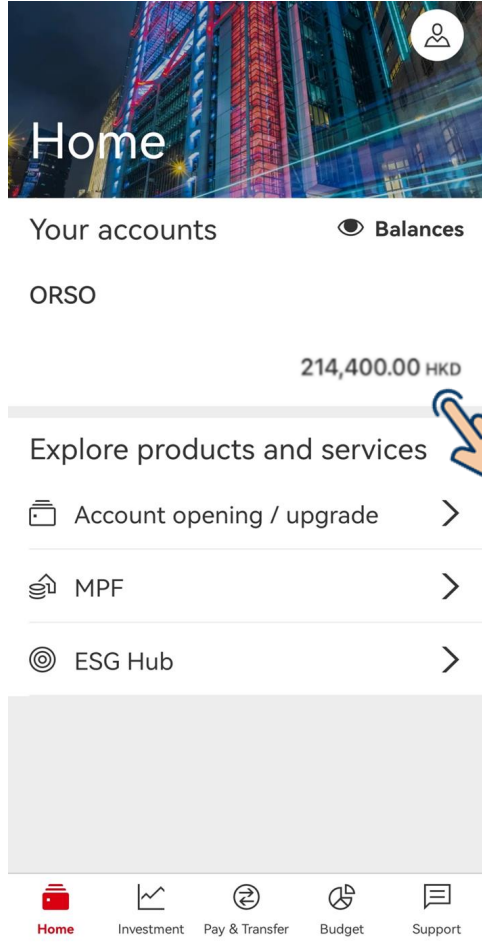 Home
Your accounts
Balances
ORSO
214,400.00 HKD
Explore products and services
Account opening / upgrade
MPF
ESG Hub
Home
Investment
Pay & Transfer
Budget
Support